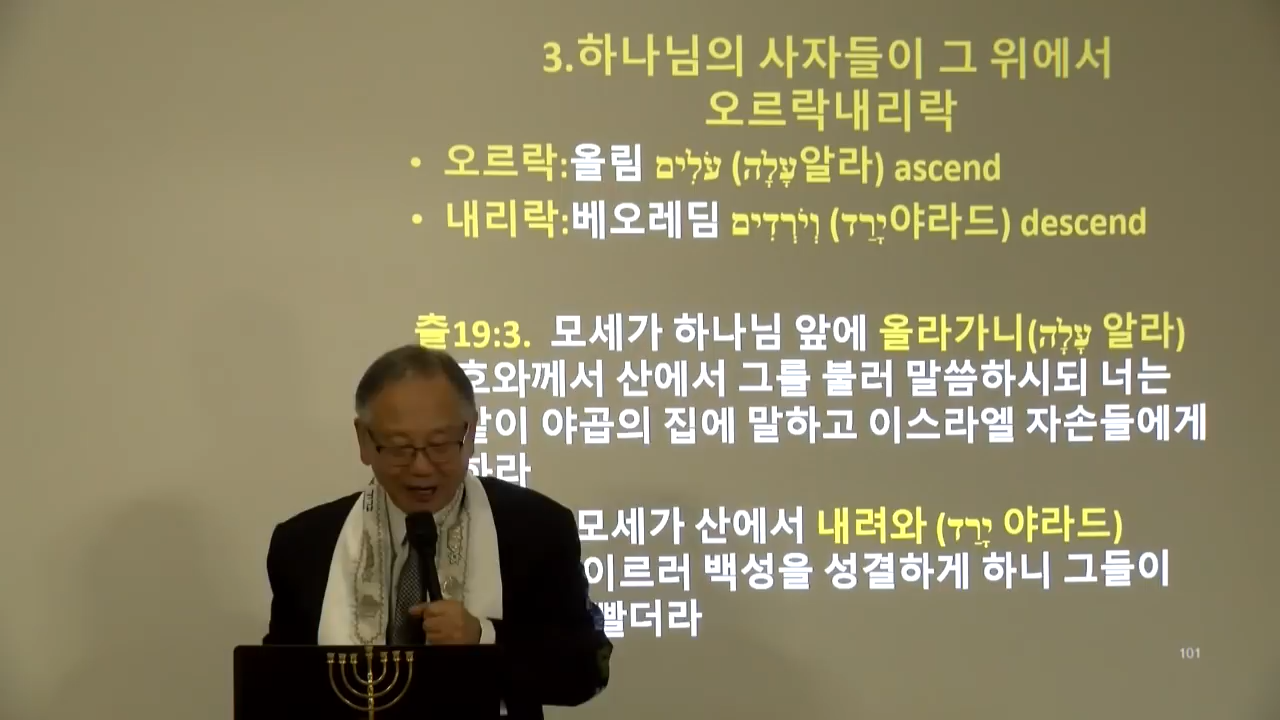 3.하나님의 사자들이 그 위에서
오르락내리락
• 오르락:올림 עֹלִים (עָלָה알라) ascend
• 내리락:베오레딤 וְיֹרְדִים (יָרַד야라드) descend
출19:3. 모세가 하나님 앞에 올라가니(עָלָה 알라)
호와께서 산에서 그를 불러 말씀하시되 너는
같이 야곱의 집에 말하고 이스라엘 자손들에게
하라
모세가 산에서 내려와 (יָרַד 야라드)
이르러 백성을 성결하게 하니 그들이
빨더라
101